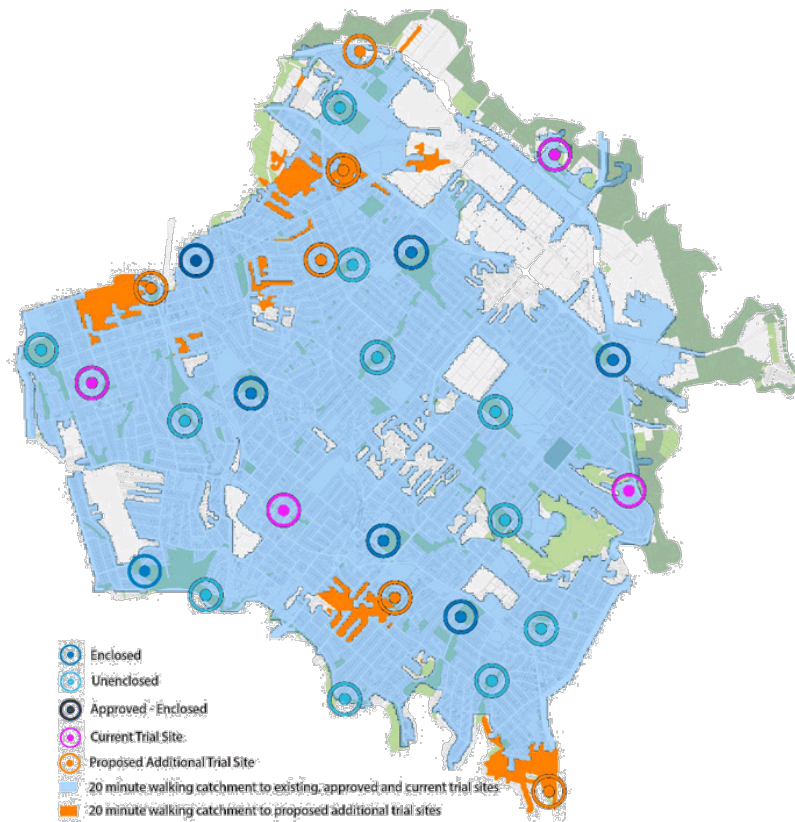 Enclosed
Unenclosed
Approved - Enclosed
Current Trial Site
Proposed Additional Trial Site
20 minute walking catchment to existing, approved and current trial sites
20 minute walking catchment to proposed additional trial sites